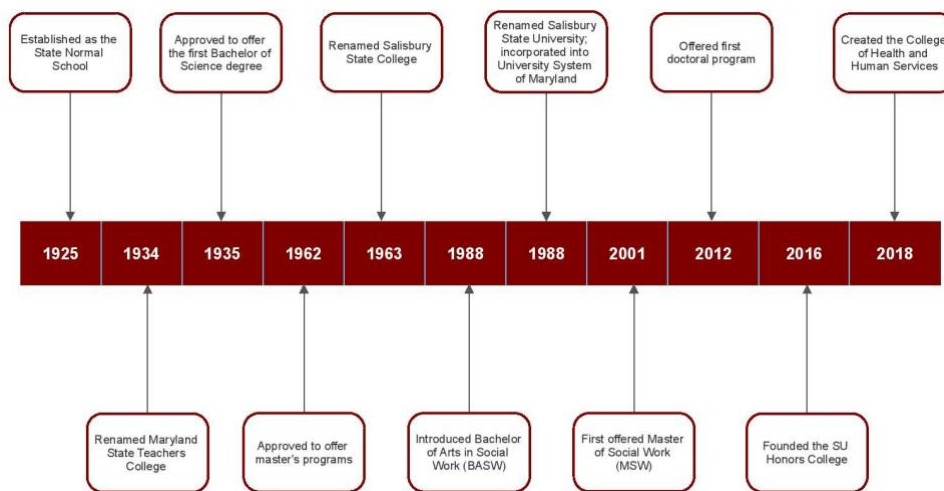 Established as the
State Normal
School
Approved to offer
the first Bachelor
of Science degree
Renamed Salisbury
State College
Renamed Salisbury
State University;
incorporated into
University System
of Maryland
Offered first
doctoral program
Created the College
of Health and
Human Services
1925
1934
1935
1962
1963
1988
1988
2001
2012
2016
2018
Renamed Maryland
State Teachers
College
Approved to offer
master's programs
Introduced Bachelor
of Arts in Social
Work (BASW)
First offered Master
of Social Work
(MSW)
Founded the SU
Honors College